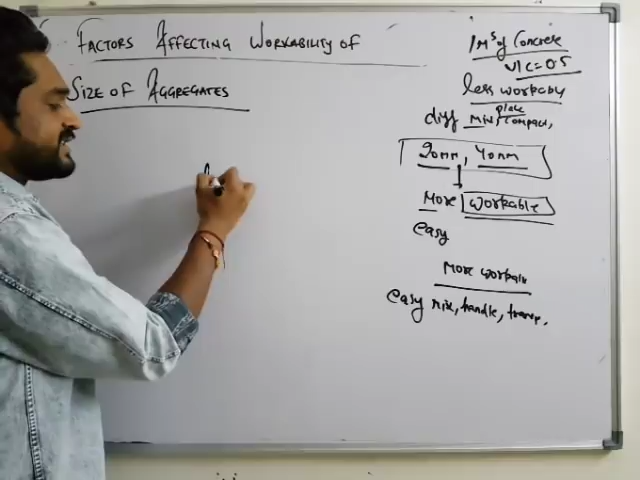 FACTORS AFFECTING WORKABILITY OF
SIZE OF AGGREGATES
1M³ of Concrete
W/C=0.5
less workable
place
diff Mix, compact,
20mm, 40mm
More workable
easy
More workable
easy mix, handle, transp.